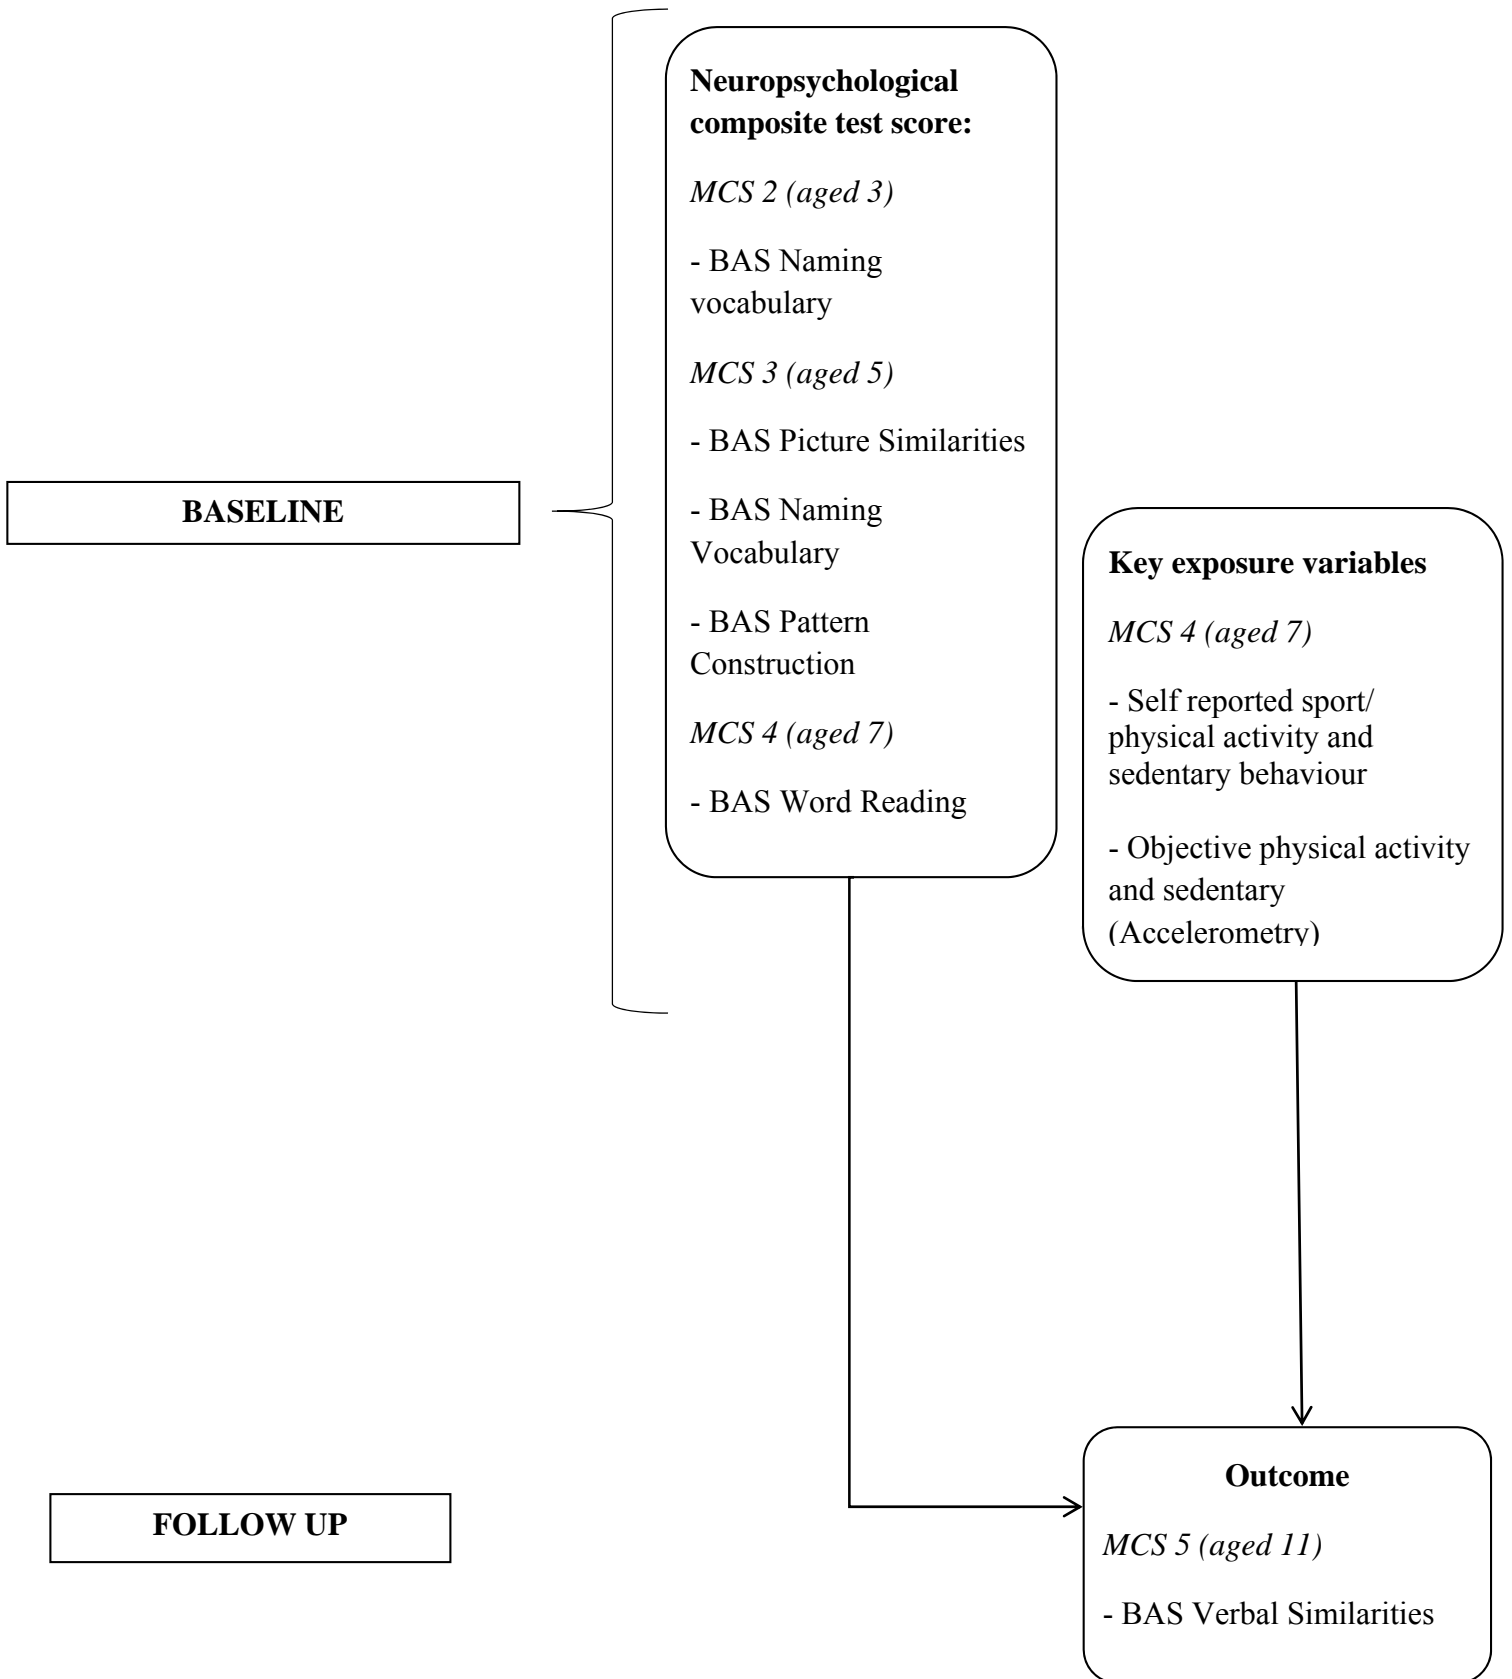 Neuropsychological
composite test score:
MCS 2 (aged 3)
- BAS Naming
vocabulary
MCS 3 (aged 5)
- BAS Picture Similarities
- BAS Naming
Vocabulary
- BAS Pattern
Construction
MCS 4 (aged 7)
- BAS Word Reading
BASELINE
Key exposure variables
MCS 4 (aged 7)
- Self reported sport/
physical activity and
sedentary behaviour
- Objective physical activity
and sedentary
(Accelerometry)
FOLLOW UP
Outcome
MCS 5 (aged 11)
- BAS Verbal Similarities